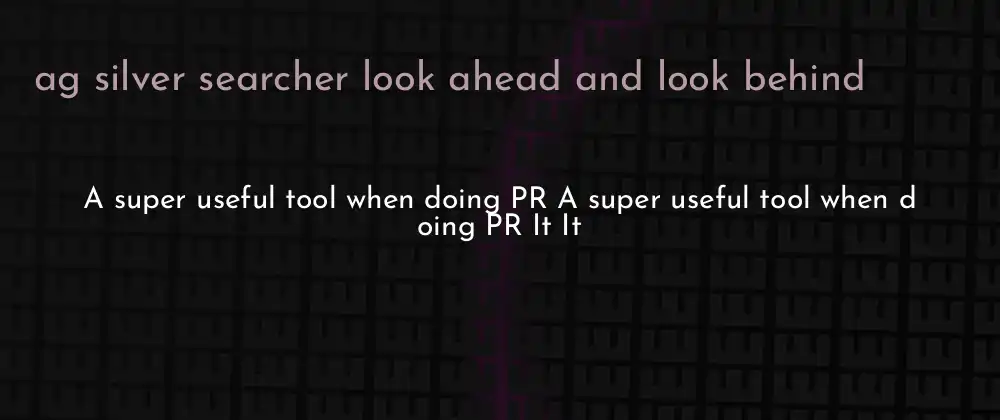 ag silver searcher look ahead and look behind
A super useful tool when doing PR A super useful tool when d
oing PR It It